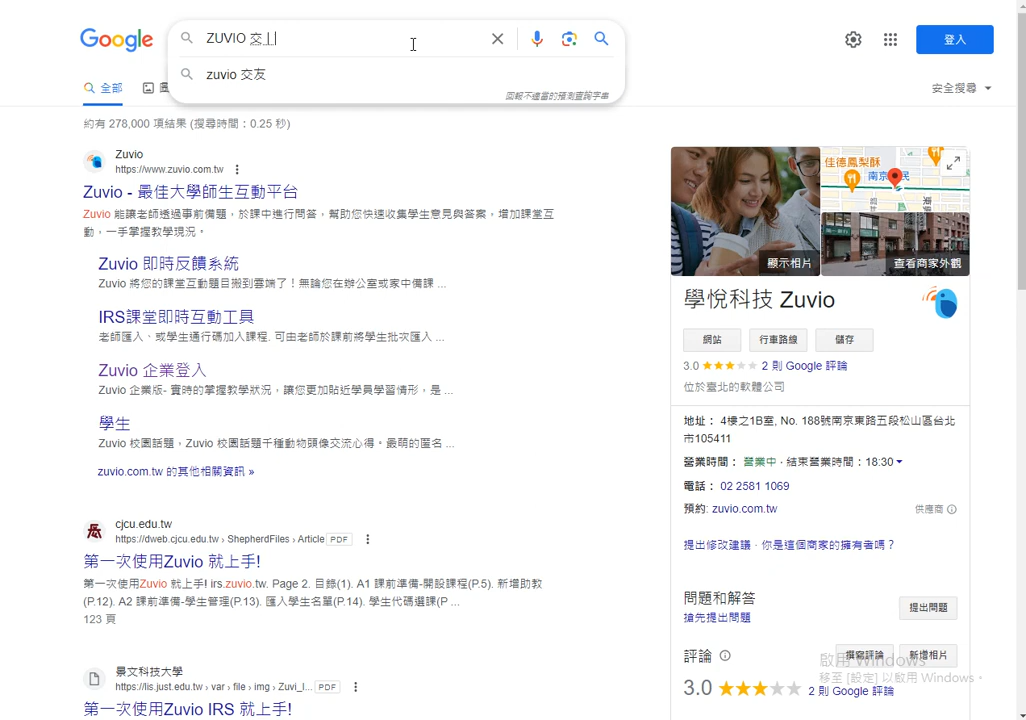 Google
ZUVIO 交
zuvio 交友
回報不適當的預測查詢字串
登入
全部
安全搜尋
約有 278,000 項結果 (搜尋時間：0.25 秒)
Zuvio
https://www.zuvio.com.tw
Zuvio - 最佳大學師生互動平台
Zuvio 能讓老師透過事前備題，於課中進行問答，幫助您快速收集學生意見與答案，增加課堂互
動，一手掌握教學現況。
Zuvio 即時反饋系統
Zuvio 將您的課堂互動題目搬到雲端了！無論您在辦公室或家中備課 ...
IRS課堂即時互動工具
老師匯入、或學生通行碼加入課程. 可由老師於課前將學生批次匯入 ...
Zuvio 企業登入
Zuvio 企業版- 實時的掌握教學狀況，讓您更加貼近學員學習情形，是 ...
學生
Zuvio 校園話題，Zuvio 校園話題千種動物頭像交流心得。最萌的匿名 ...
zuvio.com.tw 的其他相關資訊 »
cjcu.edu.tw
https://dweb.cjcu.edu.tw › ShepherdFiles › Article PDF
第一次使用Zuvio 就上手!
第一次使用Zuvio 就上手! irs.zuvio.tw. Page 2. 目錄(1). A1 課前準備-開設課程(P.5). 新增助教
(P.12). A2 課前準備-學生管理(P.13). 匯入學生名單(P.14). 學生代碼選課(P ...
123 頁
景文科技大學
https://iis.just.edu.tw › var › file › img › Zuvi_I... PDF
第一次使用Zuvio IRS 就上手!
佳德鳳梨酥
南京
顯示相片
查看商家外觀
學悅科技 Zuvio
網站 行車路線 儲存
3.0 2 則 Google 評論
位於臺北的軟體公司
地址： 4樓之1B室, No. 188號南京東路五段松山區台北
市105411
營業時間： 營業中 · 結束營業時間：18:30
電話： 02 2581 1069
預約: zuvio.com.tw 供應商
提出修改建議 · 你是這個商家的擁有者嗎？
問題和解答
搶先提出問題
提出問題
評論
撰寫評論 新增相片
3.0 2 則 Google 評論
啟用 Windows
移至 [設定] 以啟用 Windows。